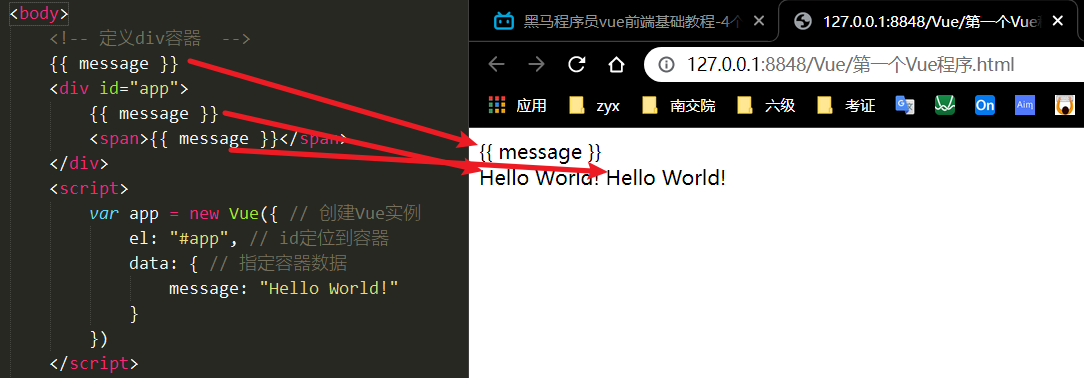 <body>
<!-- 定义div容器 -->
{{ message }}
<div id="app">
{{ message }}
<span>{{ message }}</span>
</div>
<script>
var app = new Vue({ // 创建Vue实例
el: "#app", // id定位到容器
data: { // 指定容器数据
message: "Hello World!"
}
})
</script>
黑马程序员vue前端基础教程-4个
127.0.0.1:8848/Vue/第一个Vue
127.0.0.1:8848/Vue/第一个Vue程序.html
应用 zyx 南交院 六级 考证 On Aim
{{ message }}
Hello World! Hello World!